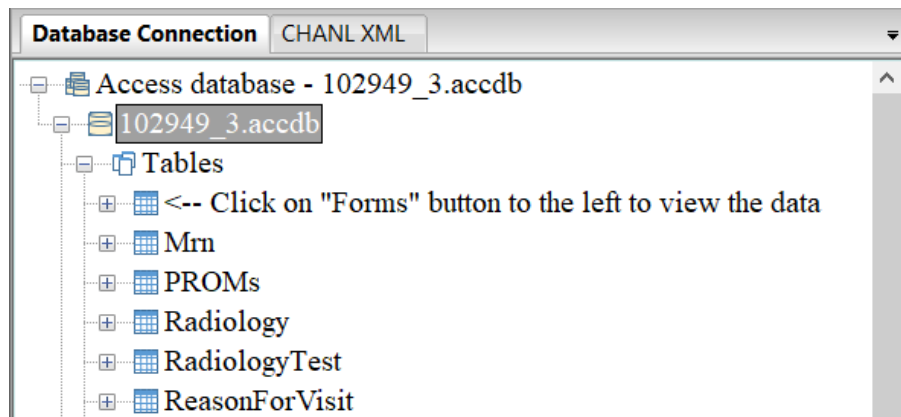 Database Connection CHANL XML
Access database - 102949_3.accdb
102949_3.accdb
Tables
<-- Click on "Forms" button to the left to view the data
Mrn
PROMs
Radiology
RadiologyTest
ReasonForVisit